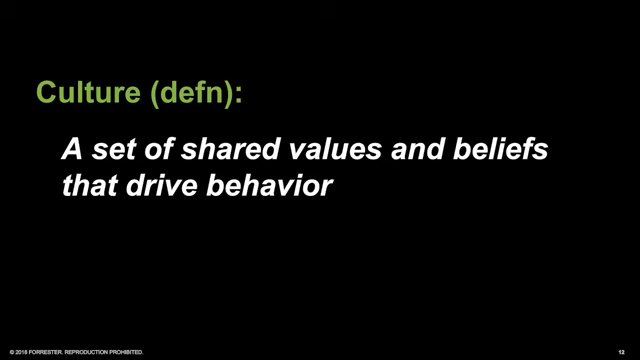 Culture (defn):
A set of shared values and beliefs
that drive behavior
© 2018 FORRESTER. REPRODUCTION PROHIBITED.
12